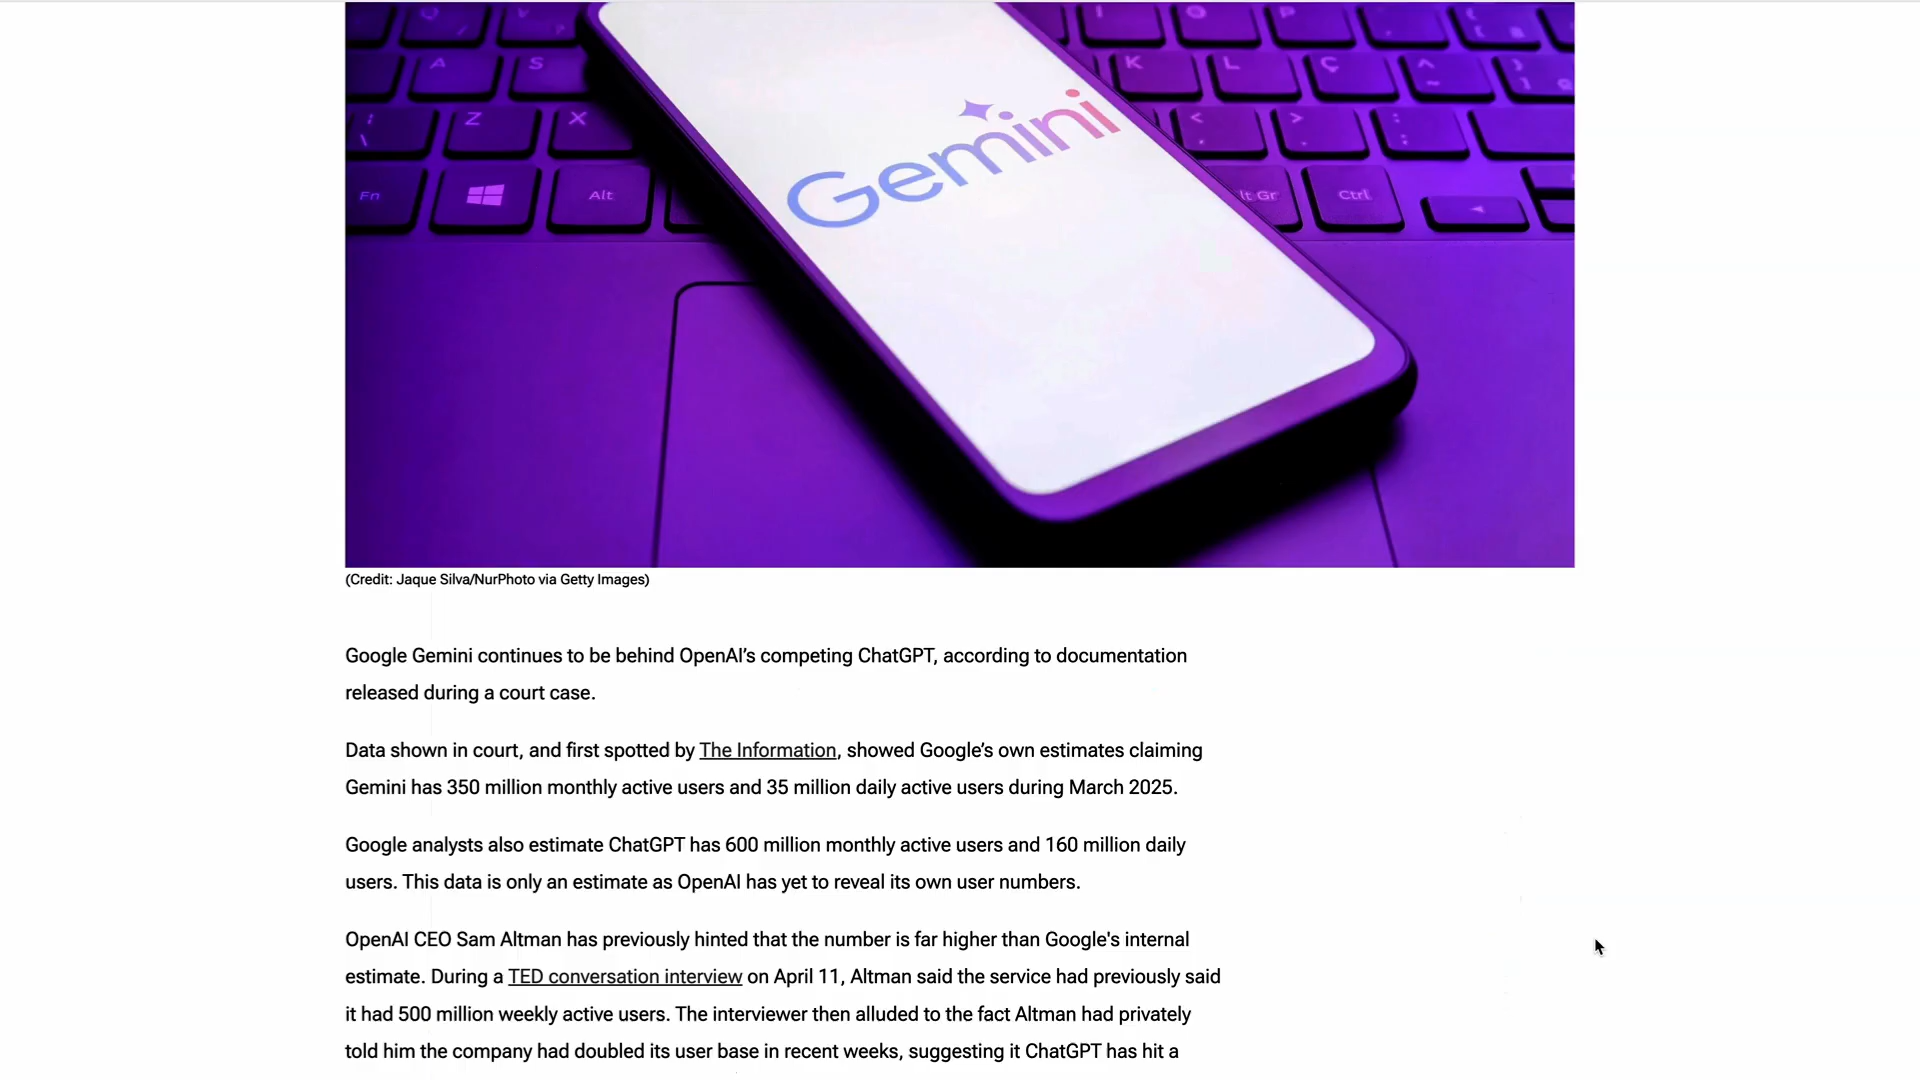 Q
A
S
K
L
Ç
^
~
Z
X
<
>
:
.
Fn
Alt
lt Gr
Ctrl
Gemini
(Credit: Jaque Silva/NurPhoto via Getty Images)
Google Gemini continues to be behind OpenAI’s competing ChatGPT, according to documentation
released during a court case.
Data shown in court, and first spotted by The Information, showed Google’s own estimates claiming
Gemini has 350 million monthly active users and 35 million daily active users during March 2025.
Google analysts also estimate ChatGPT has 600 million monthly active users and 160 million daily
users. This data is only an estimate as OpenAI has yet to reveal its own user numbers.
OpenAI CEO Sam Altman has previously hinted that the number is far higher than Google's internal
estimate. During a TED conversation interview on April 11, Altman said the service had previously said
it had 500 million weekly active users. The interviewer then alluded to the fact Altman had privately
told him the company had doubled its user base in recent weeks, suggesting it ChatGPT has hit a